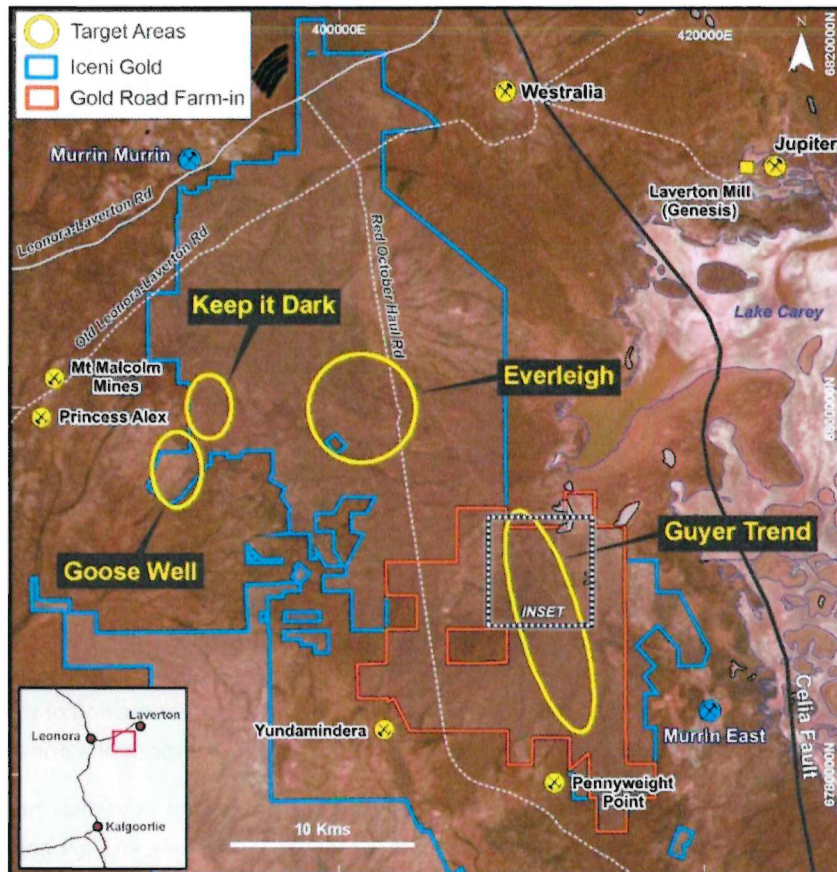 Target Areas
Iceni Gold
Gold Road Farm-in
400000E
420000E
N
6820000N
Westralia
Murrin Murrin
Jupiter
Laverton Mill
(Genesis)
Leonora-Laverton Rd
Old Leonora-Laverton Rd
Red October Haul Rd
Lake Carey
Keep it Dark
Mt Malcolm
Mines
Everleigh
Princess Alex
Goose Well
Guyer Trend
INSET
Celia Fault
Laverton
Leonora
Kalgoorlie
Yundamindera
Murrin East
Pennyweight
Point
6780000N
10 Kms